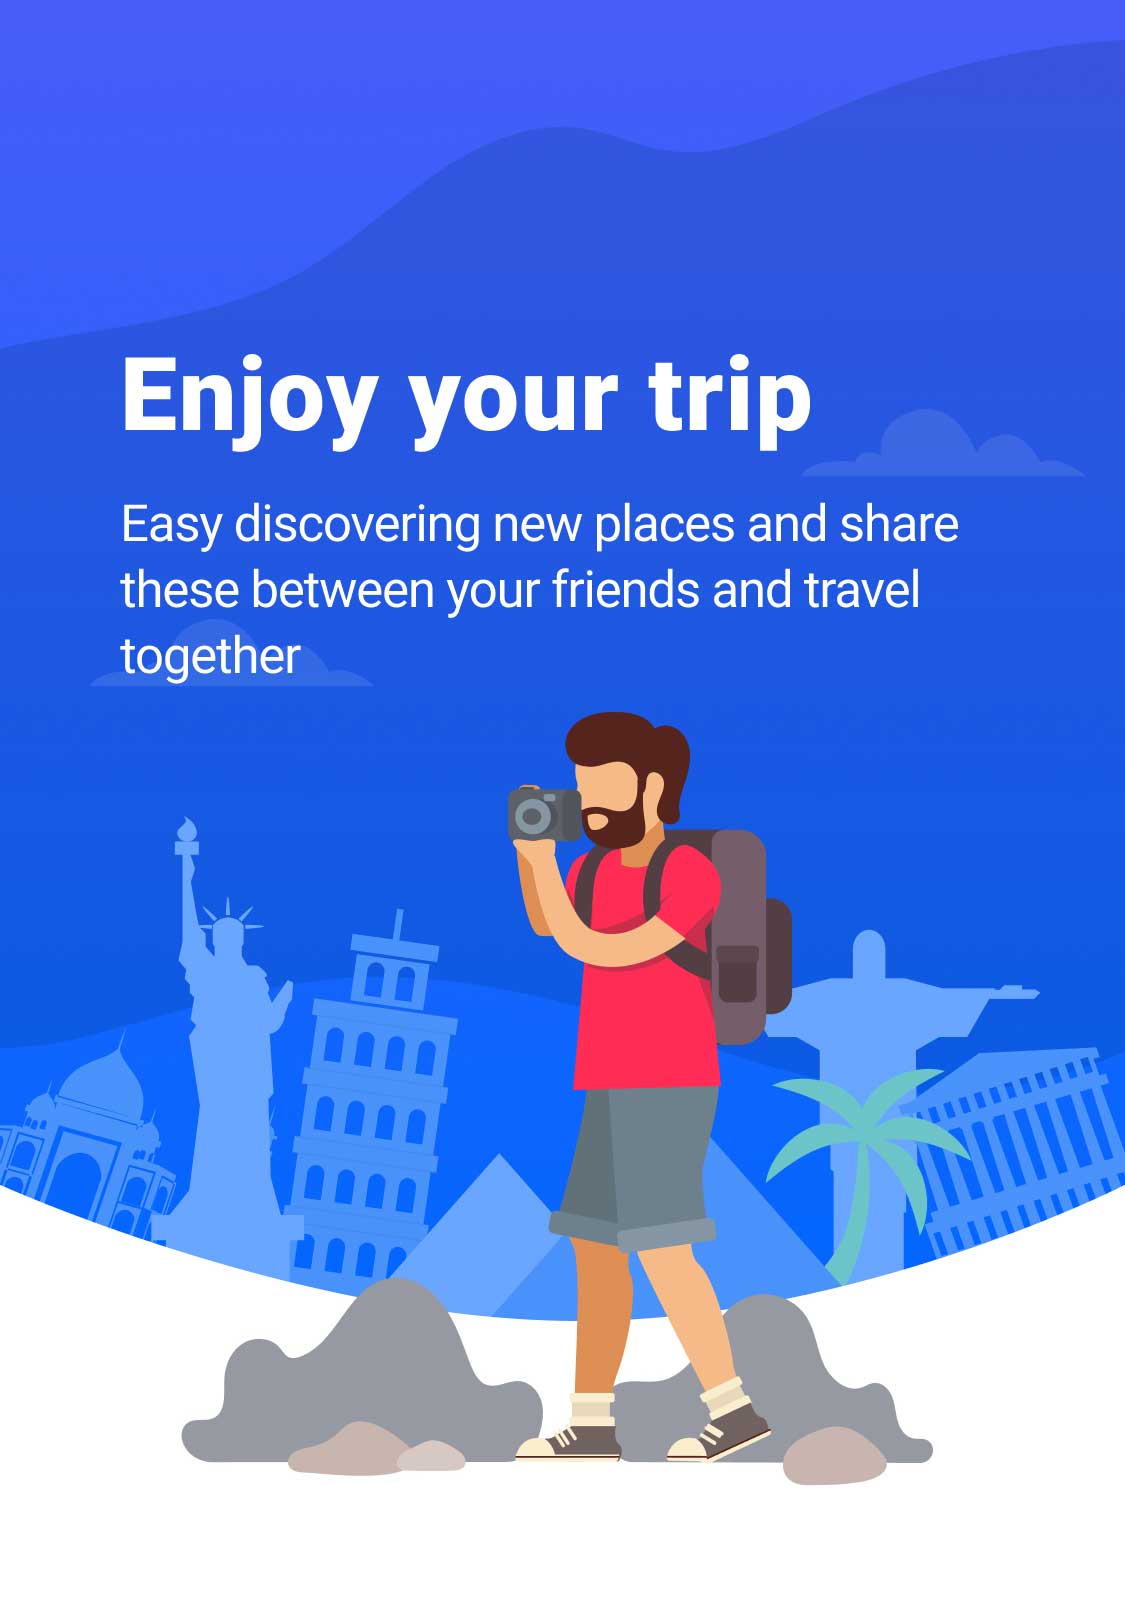 Enjoy your trip
Easy discovering new places and share
these between your friends and travel
together